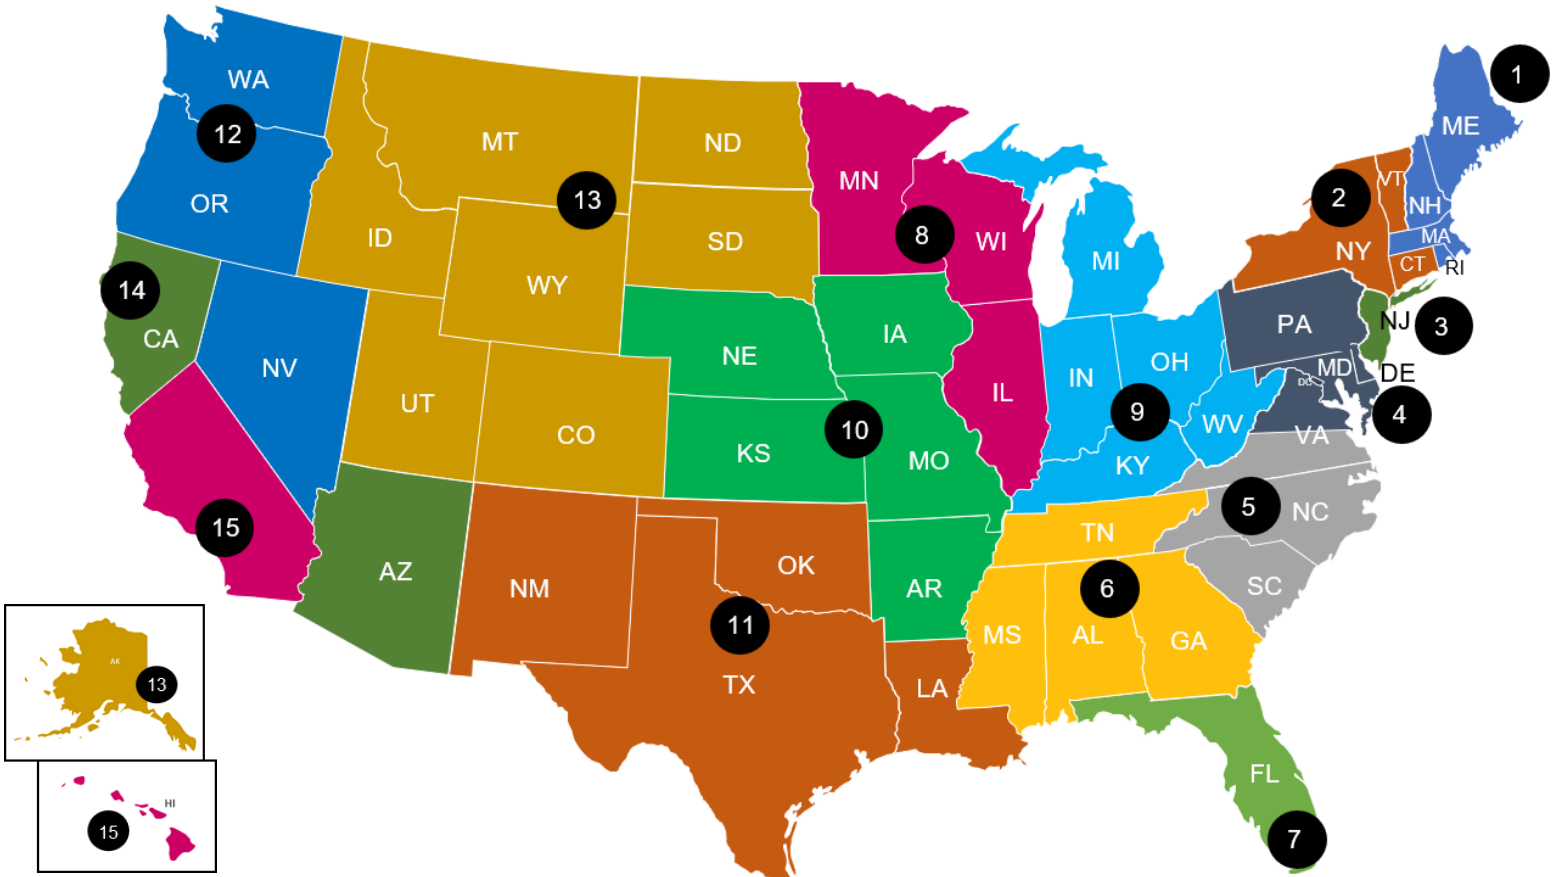 1
WA
ME
12
MT
ND
MN
VT
2
13
OR
NH
8
MA
ID
SD
WI
NY
MI
CT
RI
14
WY
PA
NJ
3
CA
IA
NE
OH
NV
MD
DE
IN
DC
UT
IL
9
4
CO
10
WV
VA
KS
MO
KY
5
NC
15
TN
OK
AZ
NM
AR
6
SC
11
MS
AL
GA
AK
13
TX
LA
FL
HI
15
7